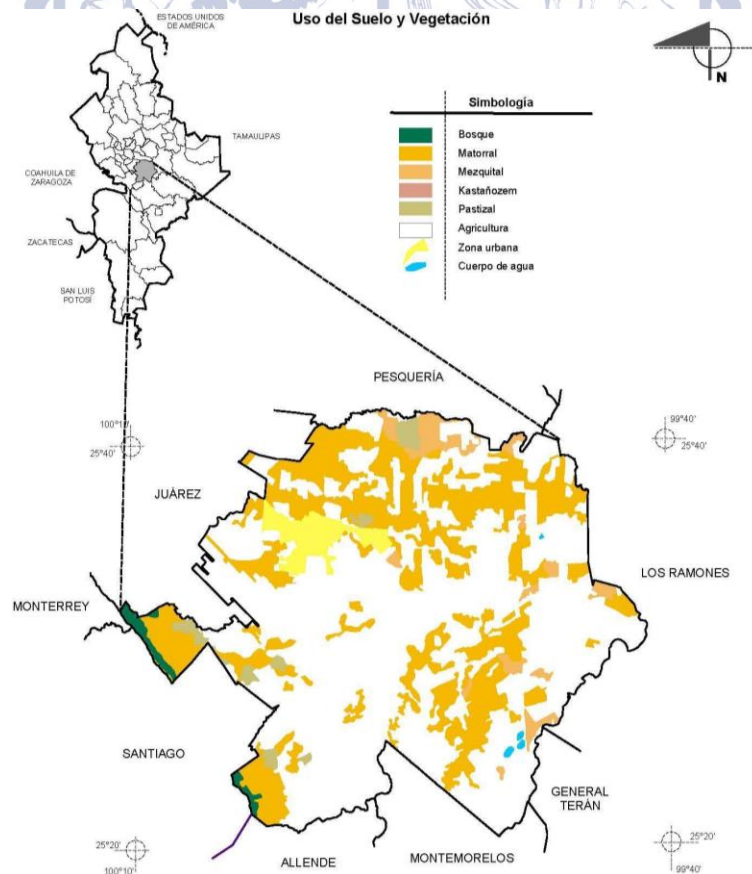 Uso del Suelo y Vegetación
ESTADOS UNIDOS
DE AMÉRICA
N
TAMAULIPAS
COAHUILA DE
ZARAGOZA
ZACATECAS
SAN LUIS
POTOSÍ
Simbología
Bosque
Matorral
Mezquital
Kastañozem
Pastizal
Agricultura
Zona urbana
Cuerpo de agua
PESQUERÍA
100°10'
25°40'
99°40'
25°40'
JUÁREZ
LOS RAMONES
MONTERREY
SANTIAGO
GENERAL
TERÁN
ALLENDE
MONTEMORELOS
25°20'
100°10'
25°20'
99°40'